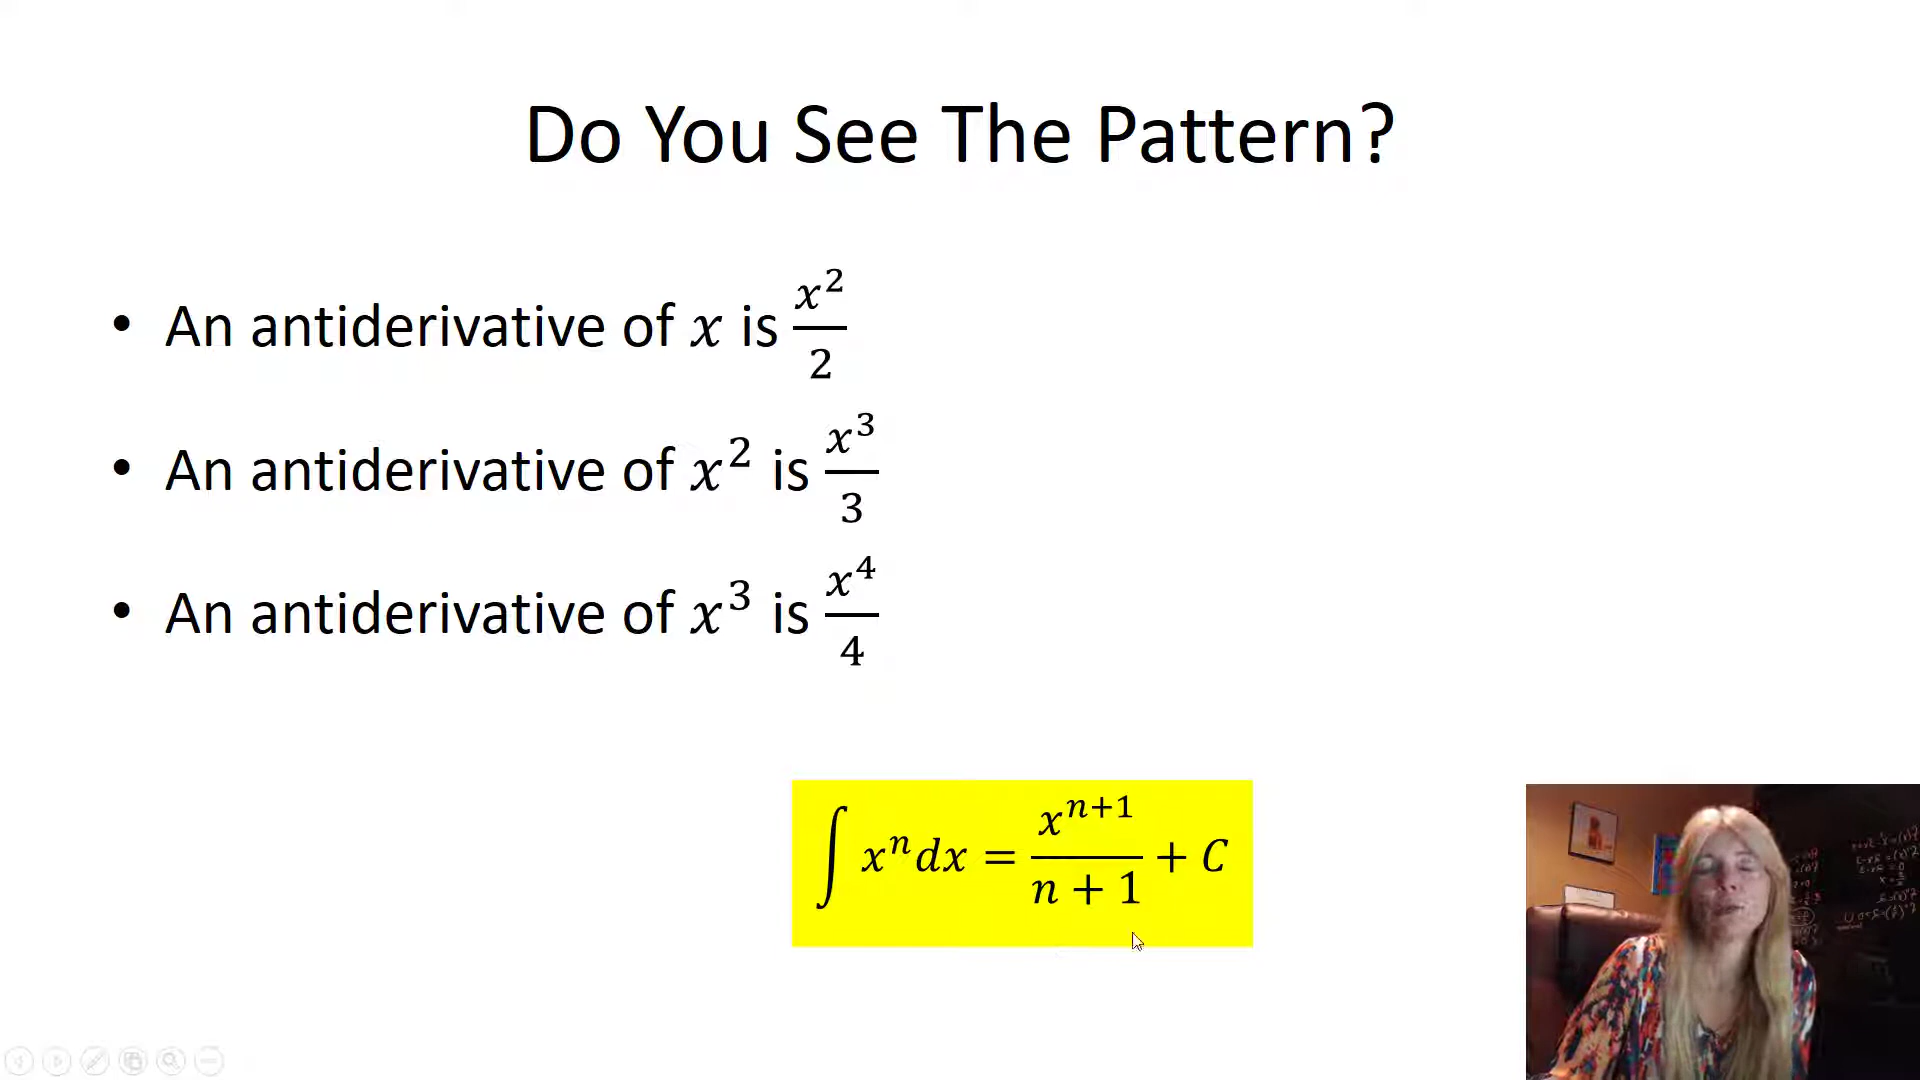 Do You See The Pattern?
• An antiderivative of x is x²/2
• An antiderivative of x² is x³/3
• An antiderivative of x³ is x⁴/4
∫ xⁿ dx = xⁿ⁺¹/(n + 1) + C